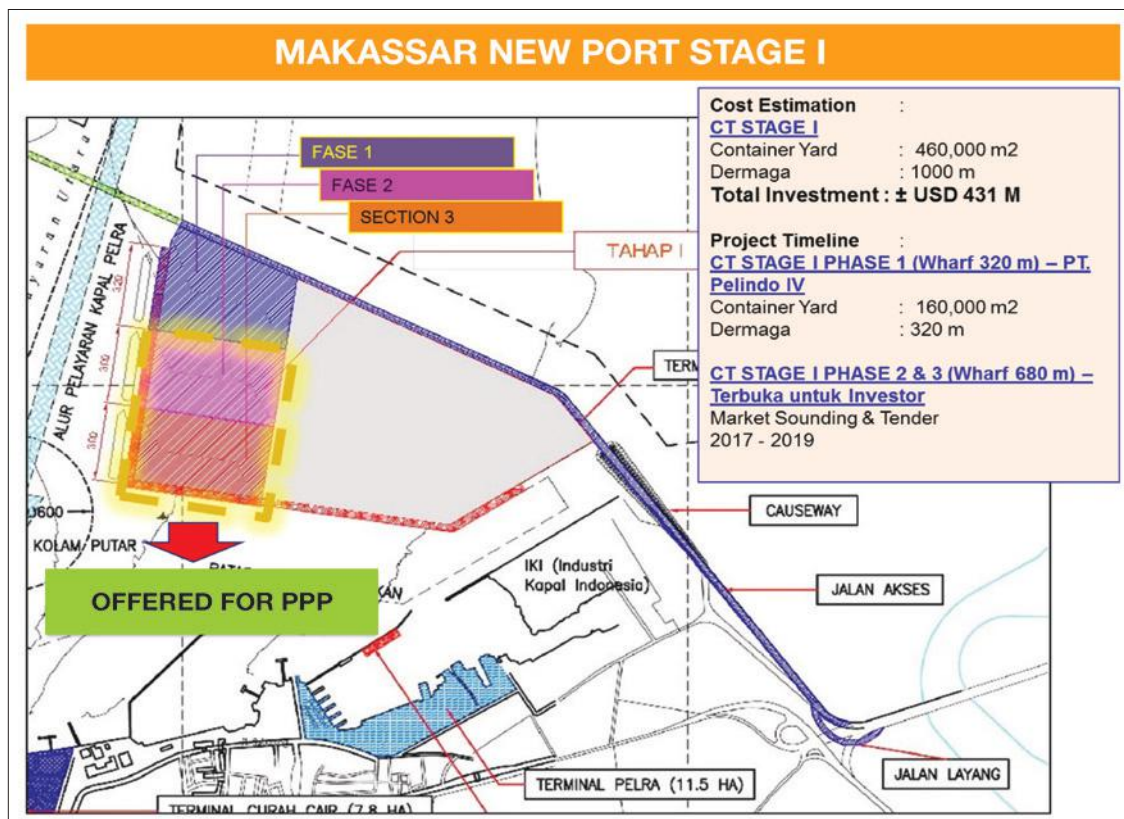 MAKASSAR NEW PORT STAGE I
Cost Estimation :
CT STAGE I
Container Yard : 460,000 m2
Dermaga : 1000 m
Total Investment : ± USD 431 M
Project Timeline :
CT STAGE I PHASE 1 (Wharf 320 m) – PT.
Pelindo IV
Container Yard : 160,000 m2
Dermaga : 320 m
CT STAGE I PHASE 2 & 3 (Wharf 680 m) –
Terbuka untuk Investor
Market Sounding & Tender
2017 - 2019
FASE 1
FASE 2
SECTION 3
TAHAP I
ALUR PELAYARAN KAPAL PELRA
320
300
300
KOLAM PUTAR
OFFERED FOR PPP
IKI (Industri
Kapal Indonesia)
CAUSEWAY
JALAN AKSES
JALAN LAYANG
TERMINAL PELRA (11.5 HA)
TERMINAL CURAH CAIR (7.8 HA)